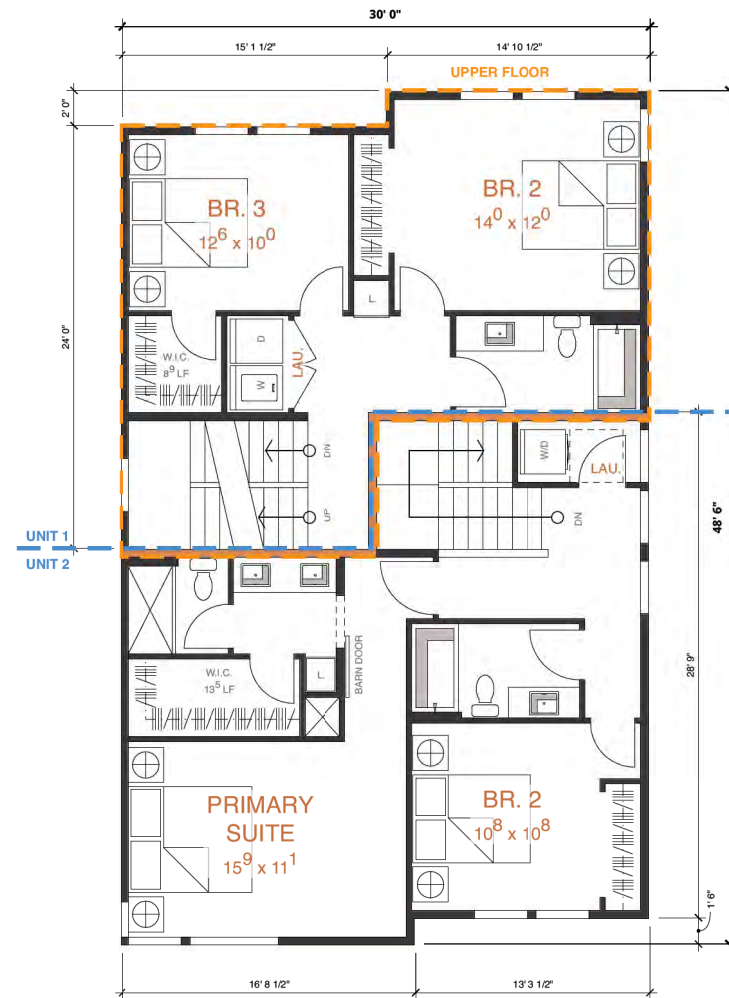 30' 0"
15' 1 1/2"
14' 10 1/2"
UPPER FLOOR
2' 0"
BR. 3
12⁶ x 10⁰
BR. 2
14⁰ x 12⁰
24' 0"
L.
W.I.C.
8⁹ LF
D
W
LAU.
DN
UP
W/D
LAU.
DN
UNIT 1
UNIT 2
48' 6"
28' 9"
BARN DOOR
W.I.C.
13⁵ LF
L.
PRIMARY
SUITE
15⁹ x 11¹
BR. 2
10⁸ x 10⁸
1' 6"
16' 8 1/2"
13' 3 1/2"